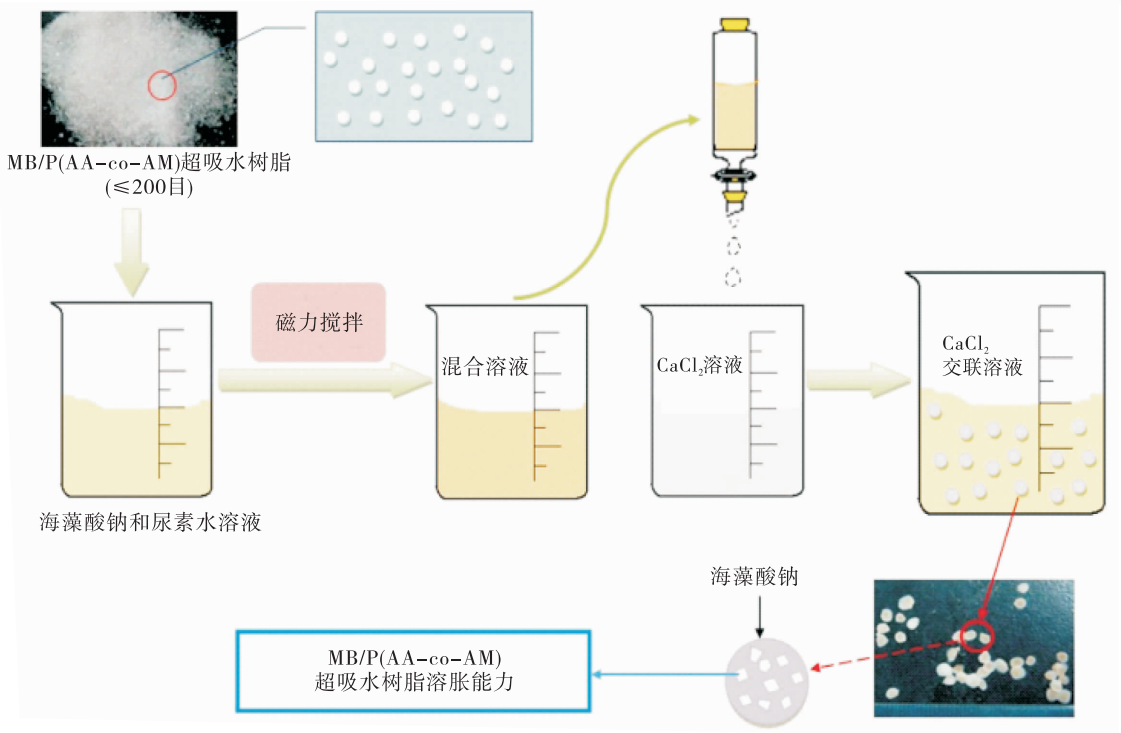 MB/P(AA-co-AM)超吸水树脂
(≤200目)
磁力搅拌
混合溶液
CaCl₂溶液
CaCl₂
交联溶液
海藻酸钠和尿素水溶液
海藻酸钠
MB/P(AA-co-AM)
超吸水树脂溶胀能力